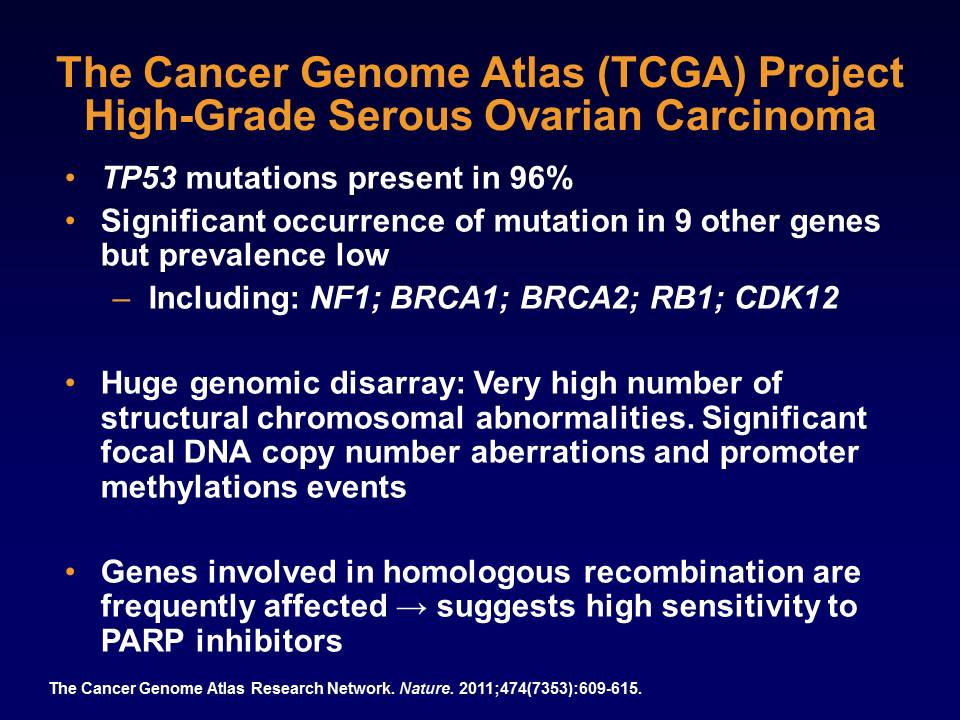 The Cancer Genome Atlas (TCGA) Project
High-Grade Serous Ovarian Carcinoma
• TP53 mutations present in 96%
• Significant occurrence of mutation in 9 other genes
but prevalence low
– Including: NF1; BRCA1; BRCA2; RB1; CDK12
• Huge genomic disarray: Very high number of
structural chromosomal abnormalities. Significant
focal DNA copy number aberrations and promoter
methylations events
• Genes involved in homologous recombination are
frequently affected → suggests high sensitivity to
PARP inhibitors
The Cancer Genome Atlas Research Network. Nature. 2011;474(7353):609-615.